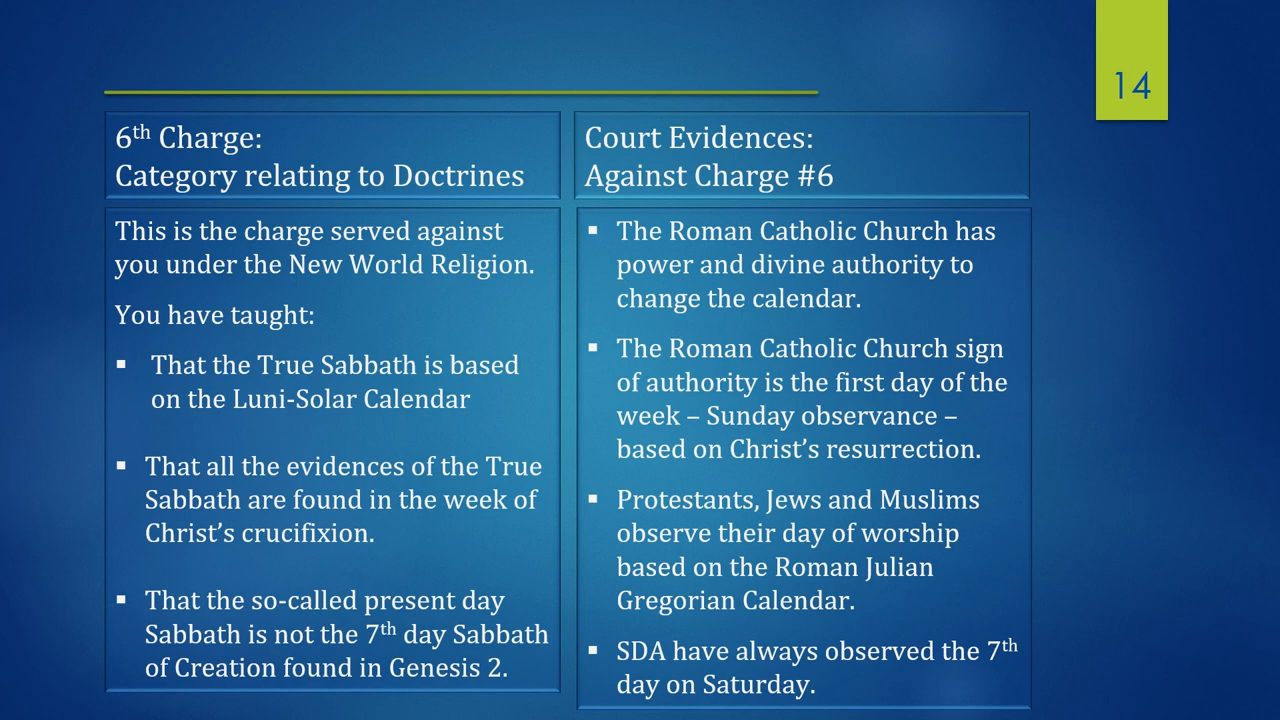 14
6th Charge:
Category relating to Doctrines
This is the charge served against
you under the New World Religion.
You have taught:
▪ That the True Sabbath is based
on the Luni-Solar Calendar
▪ That all the evidences of the True
Sabbath are found in the week of
Christ’s crucifixion.
▪ That the so-called present day
Sabbath is not the 7th day Sabbath
of Creation found in Genesis 2.
Court Evidences:
Against Charge #6
▪ The Roman Catholic Church has
power and divine authority to
change the calendar.
▪ The Roman Catholic Church sign
of authority is the first day of the
week – Sunday observance –
based on Christ’s resurrection.
▪ Protestants, Jews and Muslims
observe their day of worship
based on the Roman Julian
Gregorian Calendar.
▪ SDA have always observed the 7th
day on Saturday.